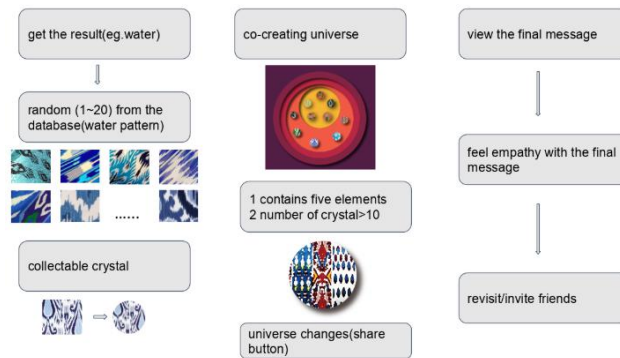 get the result(eg.water)
random (1~20) from the
database(water pattern)
......
collectable crystal
co-creating universe
1 contains five elements
2 number of crystal>10
universe changes(share
button)
view the final message
feel empathy with the final
message
revisit/invite friends